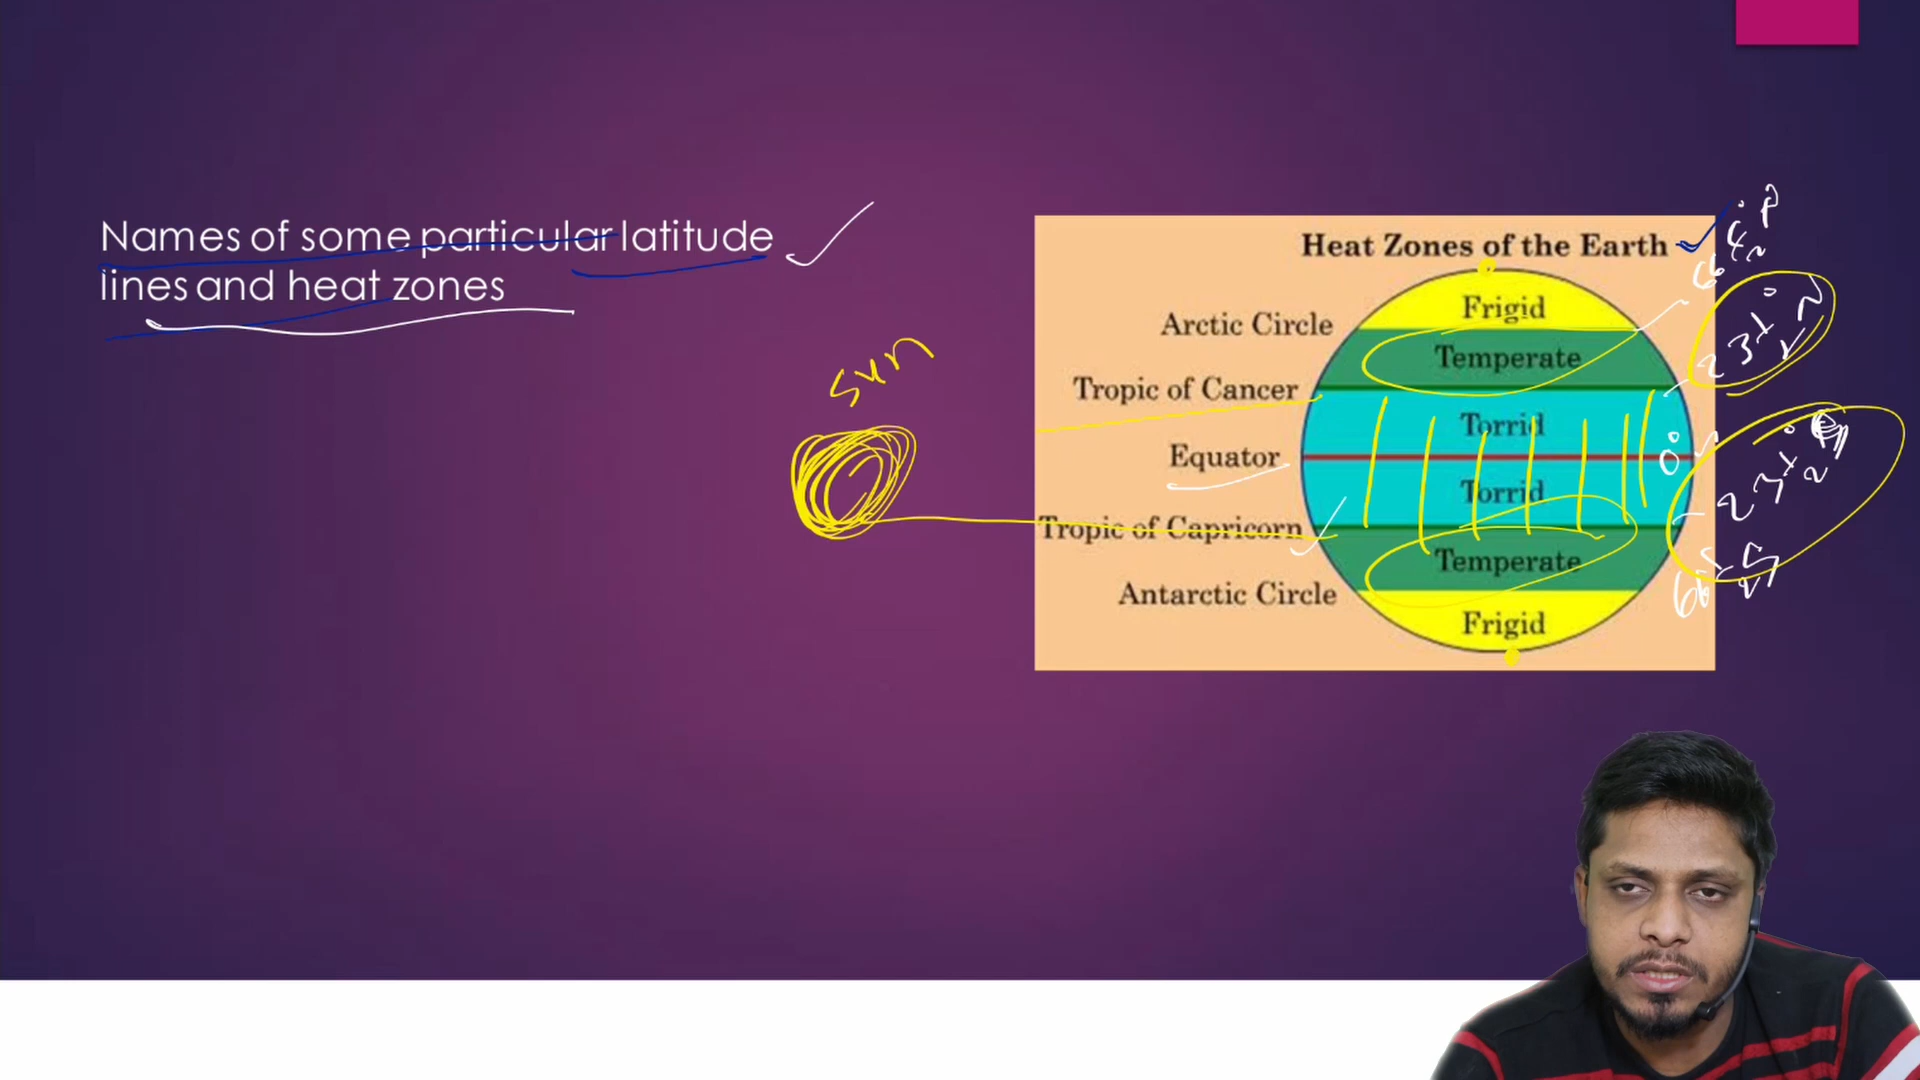 Names of some particular latitude
lines and heat zones
sun
Heat Zones of the Earth
Frigid
Arctic Circle
Temperate
Tropic of Cancer
Torrid
Equator
0°
Torrid
Tropic of Capricorn
Temperate
Antarctic Circle
Frigid